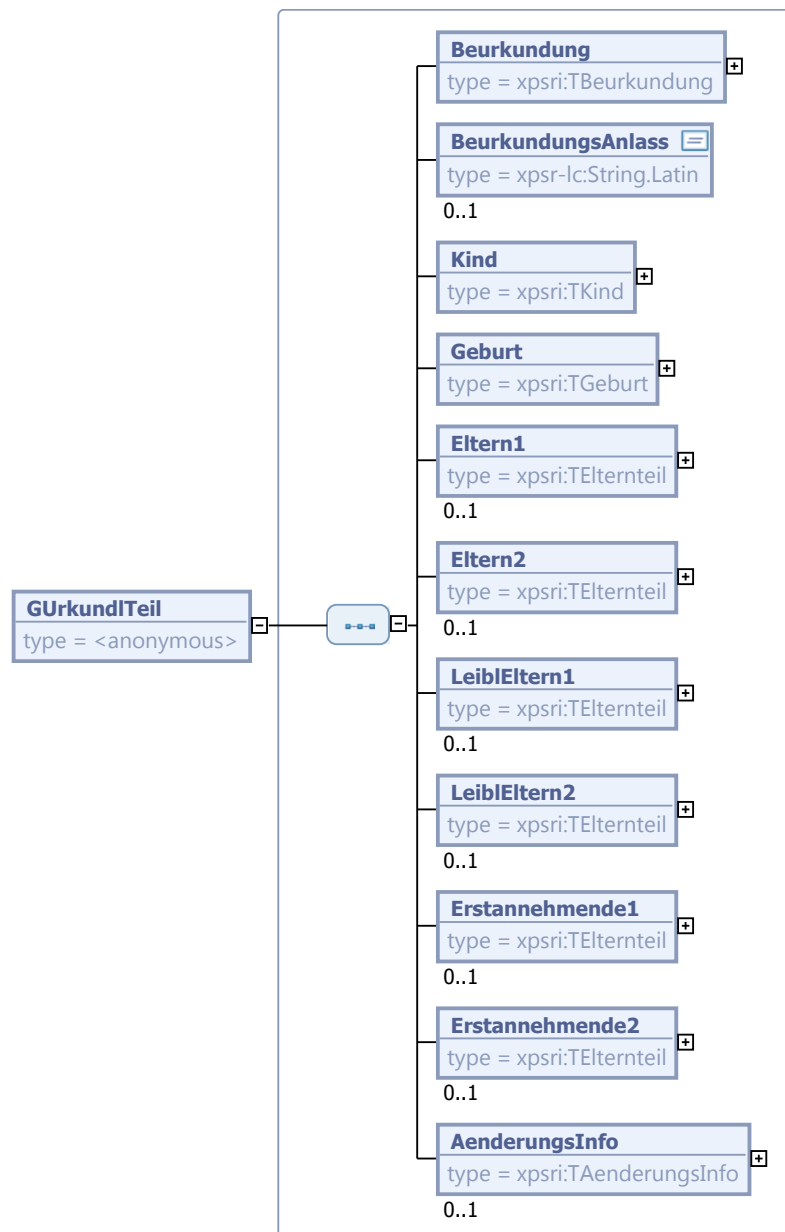 Beurkundung
type = xpsri:TBeurkundung
BeurkundungsAnlass
type = xpsr-lc:String.Latin
0..1
Kind
type = xpsri:TKind
Geburt
type = xpsri:TGeburt
Eltern1
type = xpsri:TElternteil
0..1
Eltern2
type = xpsri:TElternteil
0..1
GUrkundlTeil
type = <anonymous>
LeiblEltern1
type = xpsri:TElternteil
0..1
LeiblEltern2
type = xpsri:TElternteil
0..1
Erstannehmende1
type = xpsri:TElternteil
0..1
Erstannehmende2
type = xpsri:TElternteil
0..1
AenderungsInfo
type = xpsri:TAenderungsInfo
0..1